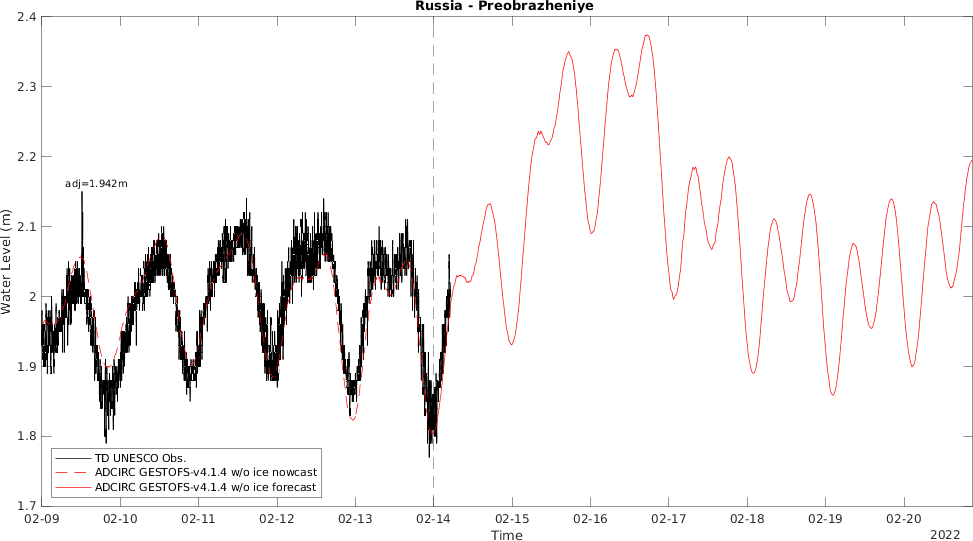 Russia - Preobrazheniye
2.4
2.3
2.2
2.1
2
1.9
1.8
1.7
Water Level (m)
adj=1.942m
TD UNESCO Obs.
ADCIRC GESTOFS-v4.1.4 w/o ice nowcast
ADCIRC GESTOFS-v4.1.4 w/o ice forecast
02-09 02-10 02-11 02-12 02-13 02-14 02-15 02-16 02-17 02-18 02-19 02-20
Time
2022